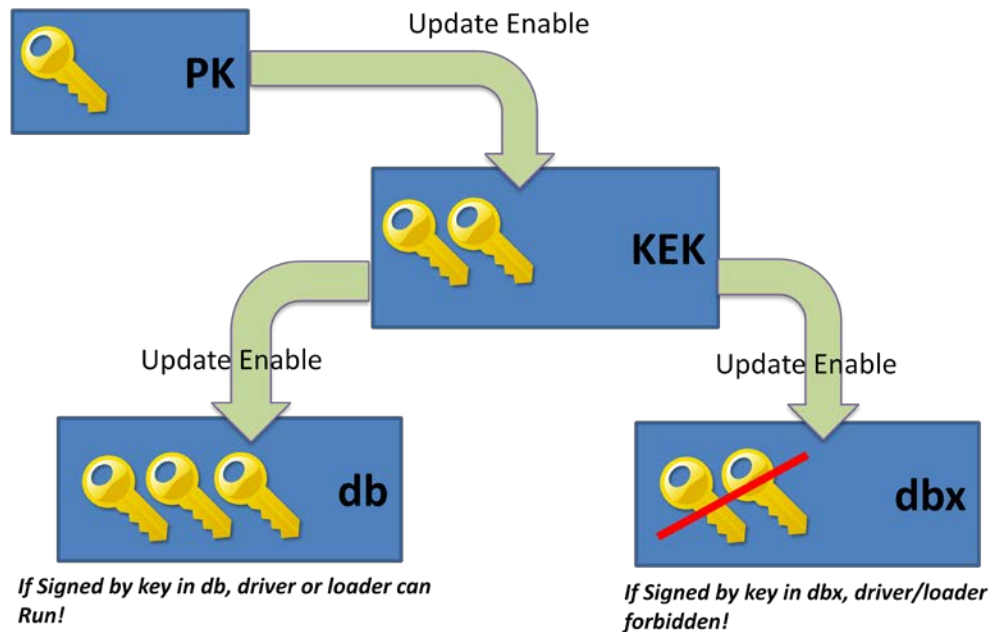 Update Enable
PK
KEK
Update Enable
Update Enable
db
dbx
If Signed by key in db, driver or loader can
Run!
If Signed by key in dbx, driver/loader
forbidden!